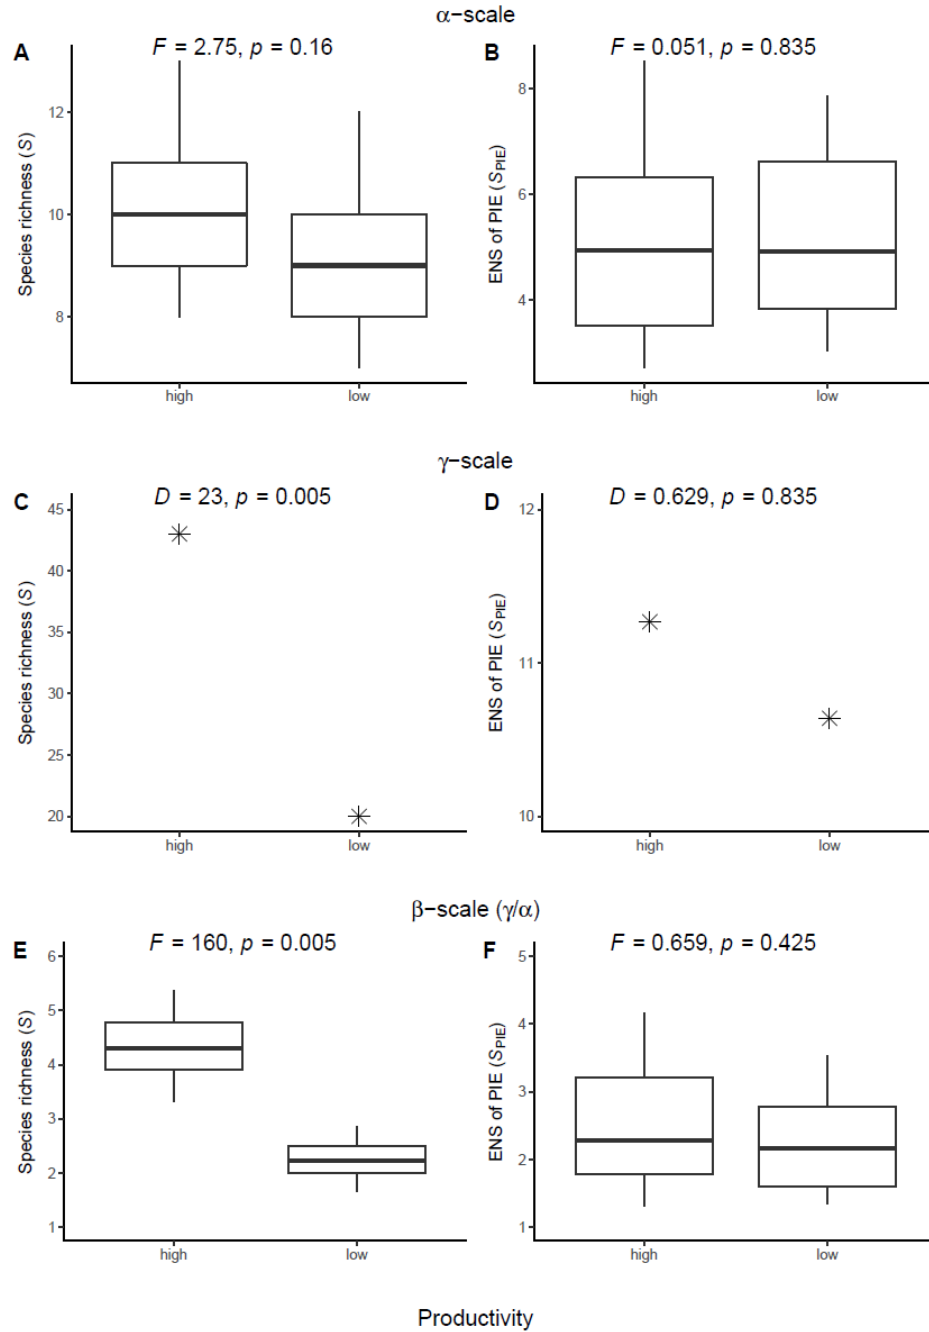 α−scale
A
F = 2.75, p = 0.16
Species richness (S)
12
10
8
high
low
B
F = 0.051, p = 0.835
ENS of PIE (SPIE)
8
6
4
high
low
γ−scale
C
D = 23, p = 0.005
Species richness (S)
45
40
35
30
25
20
high
low
D
D = 0.629, p = 0.835
ENS of PIE (SPIE)
12
11
10
high
low
β−scale (γ/α)
E
F = 160, p = 0.005
Species richness (S)
6
5
4
3
2
1
high
low
F
F = 0.659, p = 0.425
ENS of PIE (SPIE)
5
4
3
2
1
high
low
Productivity